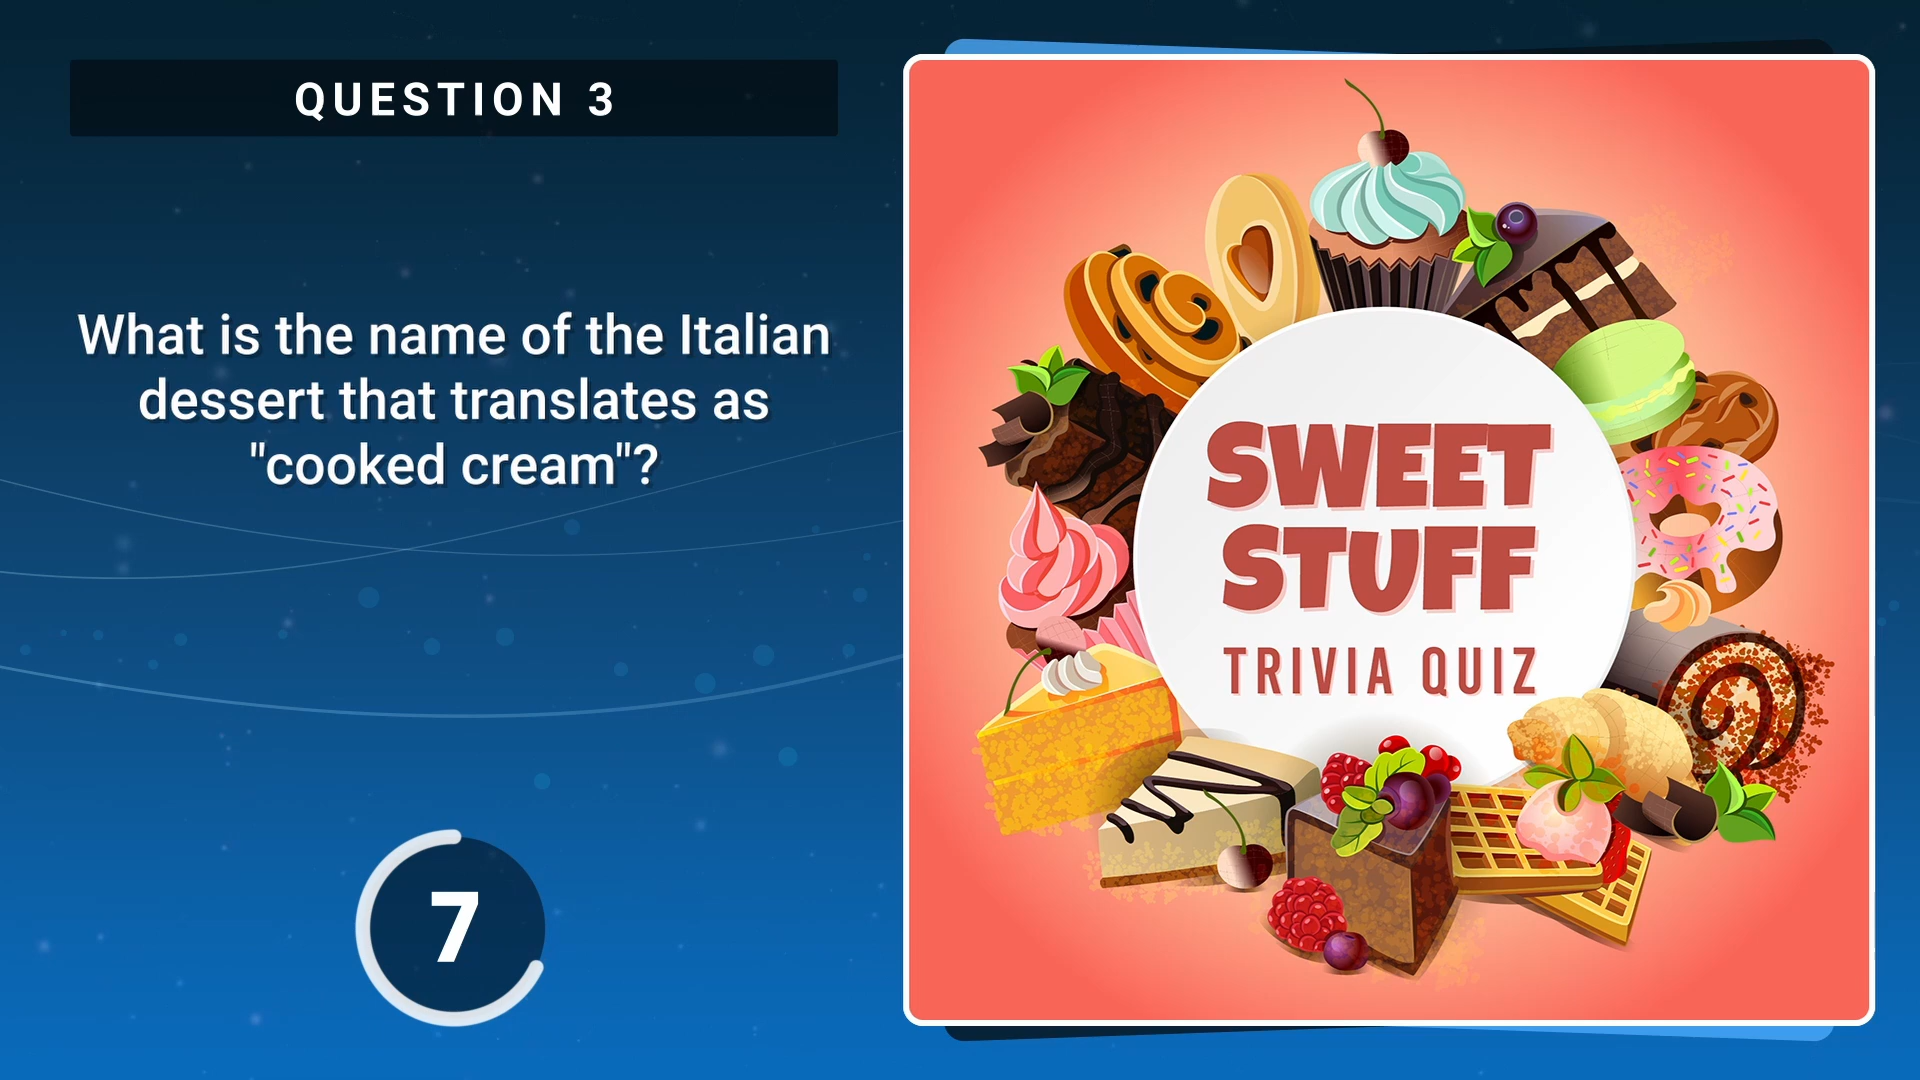 QUESTION 3
What is the name of the Italian
dessert that translates as
"cooked cream"?
7
SWEET
STUFF
TRIVIA QUIZ